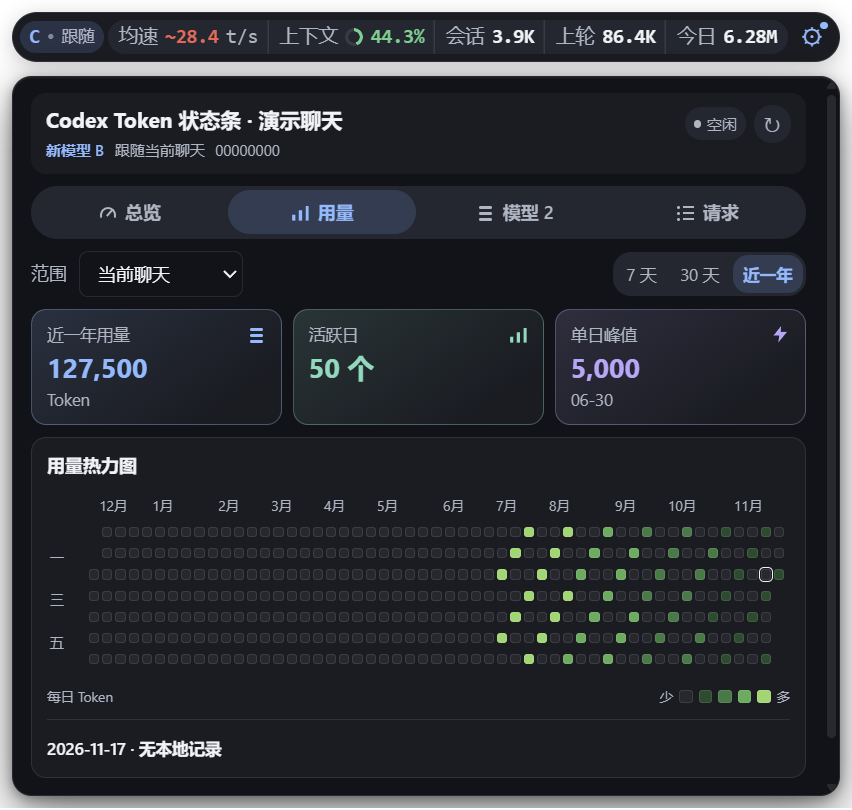 C • 跟随 均速 ~28.4 t/s 上下文 44.3% 会话 3.9K 上轮 86.4K 今日 6.28M
Codex Token 状态条 · 演示聊天
空闲
新模型 B 跟随当前聊天 00000000
总览 用量 模型 2 请求
范围 当前聊天 7 天 30 天 近一年
近一年用量 活跃日 单日峰值
127,500 50 个 5,000
Token 06-30
用量热力图
12月 1月 2月 3月 4月 5月 6月 7月 8月 9月 10月 11月
一
三
五
每日 Token 少 多
2026-11-17 · 无本地记录